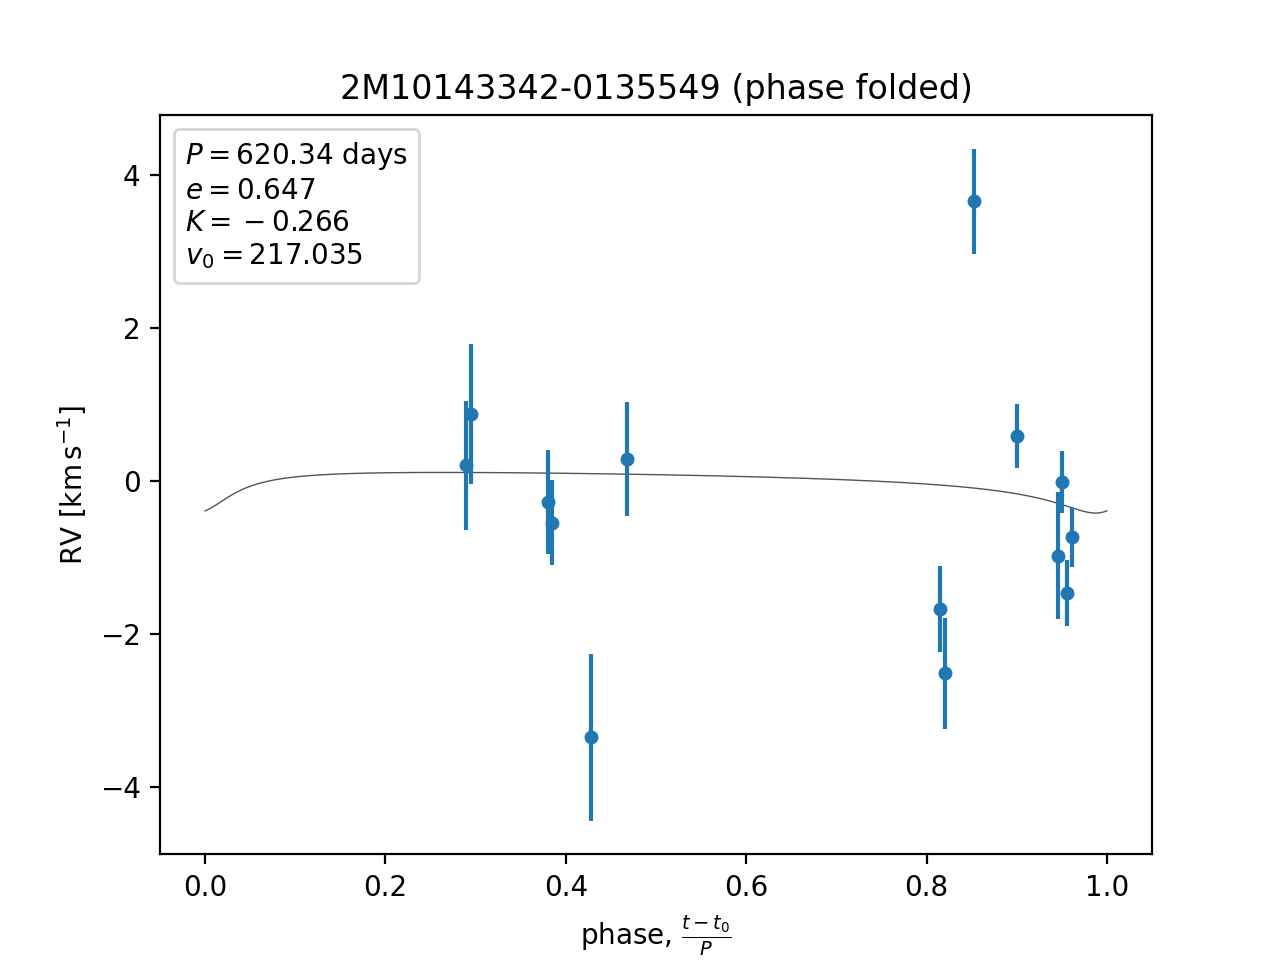 2M10143342-0135549 (phase folded)
P = 620.34 days
e = 0.647
K = −0.266
v₀ = 217.035
RV [km s⁻¹]
4
2
0
−2
−4
0.0 0.2 0.4 0.6 0.8 1.0
phase, (t − t₀)/P